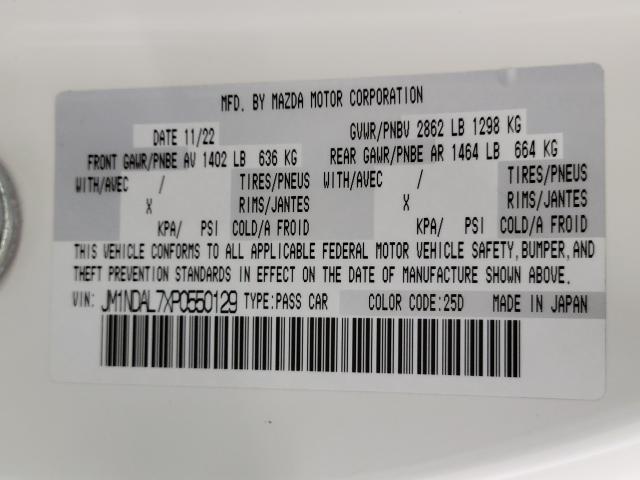 MFD. BY MAZDA MOTOR CORPORATION
DATE 11/22 GVWR/PNBV 2862 LB 1298 KG
FRONT GAWR/PNBE AV 1402 LB 636 KG REAR GAWR/PNBE AR 1464 LB 664 KG
WITH/AVEC / TIRES/PNEUS WITH/AVEC / TIRES/PNEUS
X RIMS/JANTES X RIMS/JANTES
KPA/ PSI COLD/A FROID KPA/ PSI COLD/A FROID
THIS VEHICLE CONFORMS TO ALL APPLICABLE FEDERAL MOTOR VEHICLE SAFETY, BUMPER, AND
THEFT PREVENTION STANDARDS IN EFFECT ON THE DATE OF MANUFACTURE SHOWN ABOVE.
VIN: JM1NDAL7XP0550129 TYPE:PASS CAR COLOR CODE:25D MADE IN JAPAN